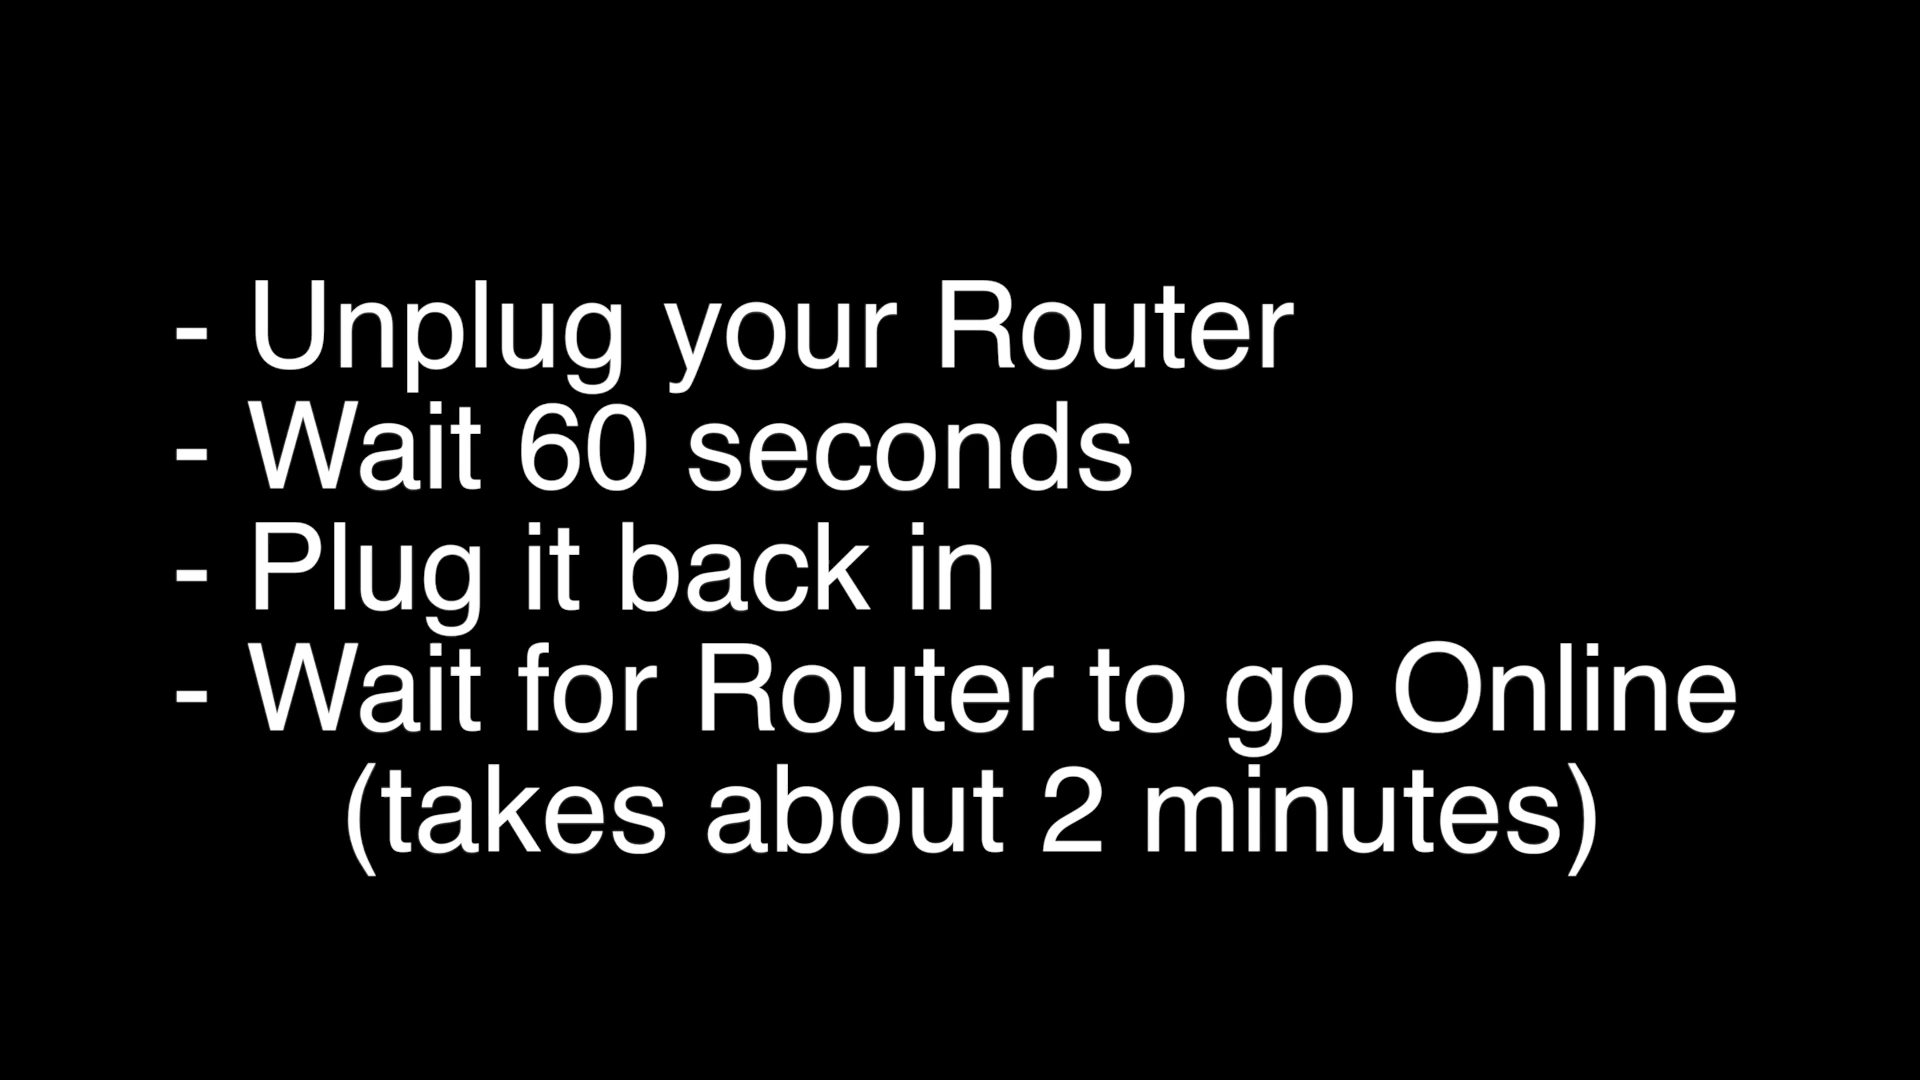 - Unplug your Router
- Wait 60 seconds
- Plug it back in
- Wait for Router to go Online
(takes about 2 minutes)